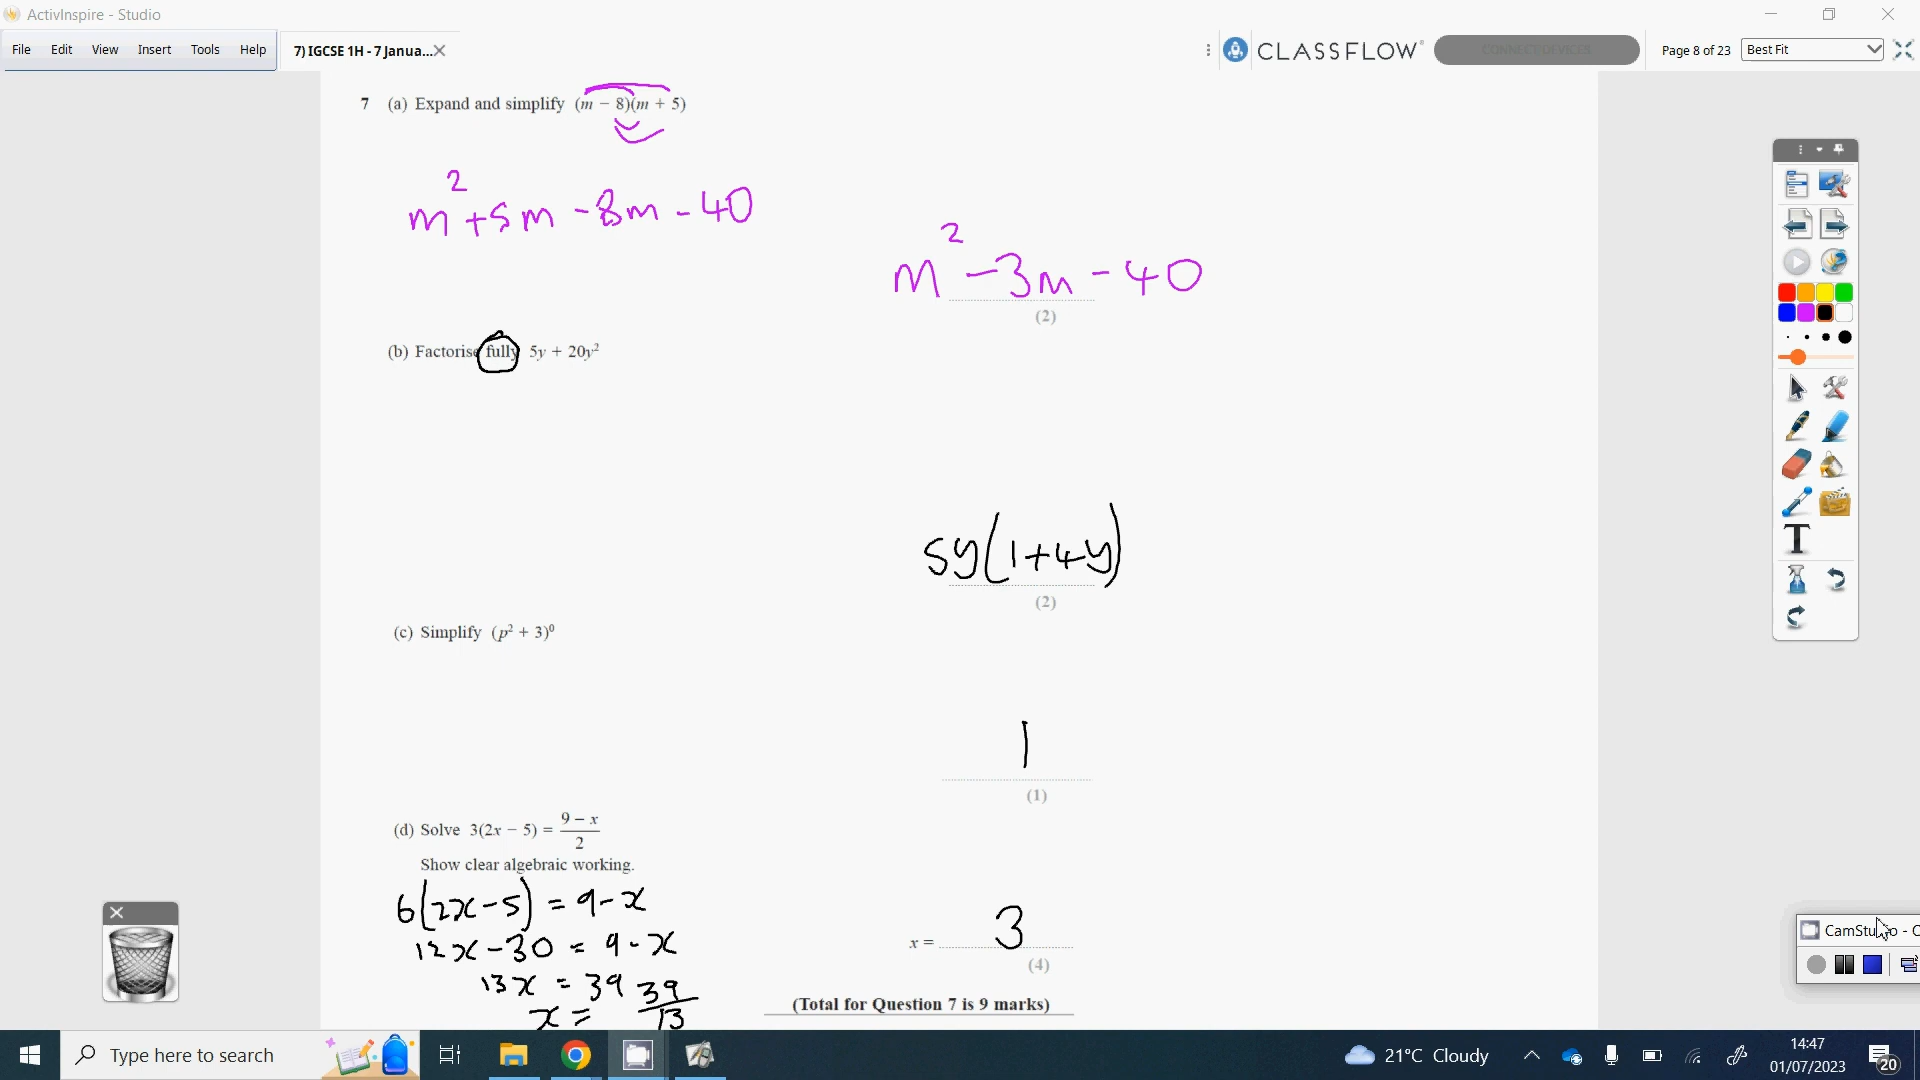 ActivInspire - Studio
File Edit View Insert Tools Help
7) IGCSE 1H - 7 Janua...
CLASSFLOW
CONNECT DEVICES
Page 8 of 23
Best Fit
7 (a) Expand and simplify (m − 8)(m + 5)
m² + 5m − 8m − 40
m² − 3m − 40
(2)
(b) Factorise fully 5y + 20y²
5y(1+4y)
(2)
(c) Simplify (p² + 3)⁰
1
(1)
(d) Solve 3(2x − 5) = (9 − x)/2
Show clear algebraic working.
6(2x−5) = 9−x
12x−30 = 9−x
13x = 39
x = 39/13
x = 3
(4)
(Total for Question 7 is 9 marks)
T
CamStudio - C
Type here to search
21°C Cloudy
14:47
01/07/2023
20